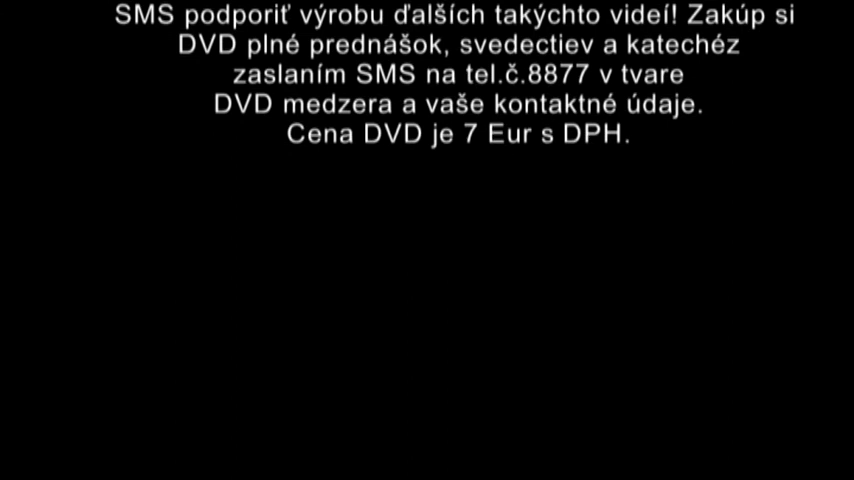 SMS podporiť výrobu ďalších takýchto videí! Zakúp si
DVD plné prednášok, svedectiev a katechéz
zaslaním SMS na tel.č.8877 v tvare
DVD medzera a vaše kontaktné údaje.
Cena DVD je 7 Eur s DPH.